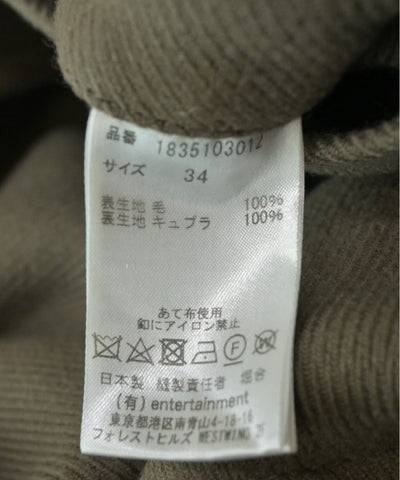 品番 1835103012
サイズ 34
表生地 毛 100%
裏生地 キュプラ 100%
あて布使用
釦にアイロン禁止
F
日本製 縫製責任者 堀合
(有) entertainment
東京都港区南青山4-18-16
フォレストヒルズ WESTWING 2F